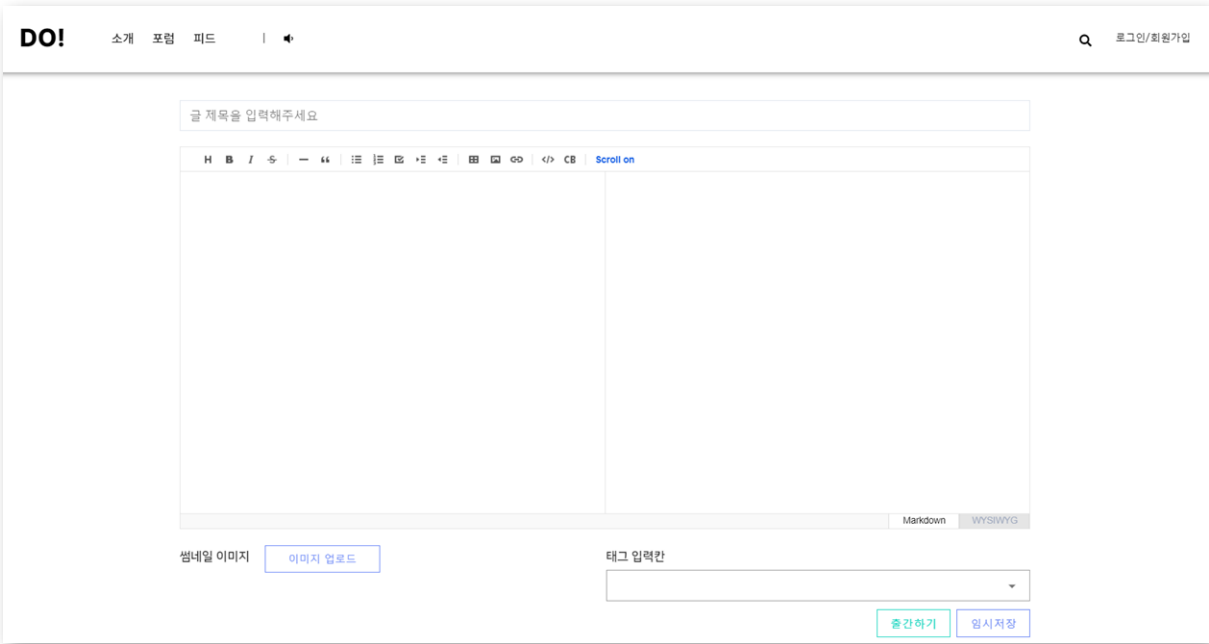 DO! 소개 포럼 피드 | 로그인/회원가입
글 제목을 입력해주세요
H B I S — “ </> CB Scroll on
Markdown WYSIWYG
썸네일 이미지 이미지 업로드 태그 입력칸
출간하기 임시저장